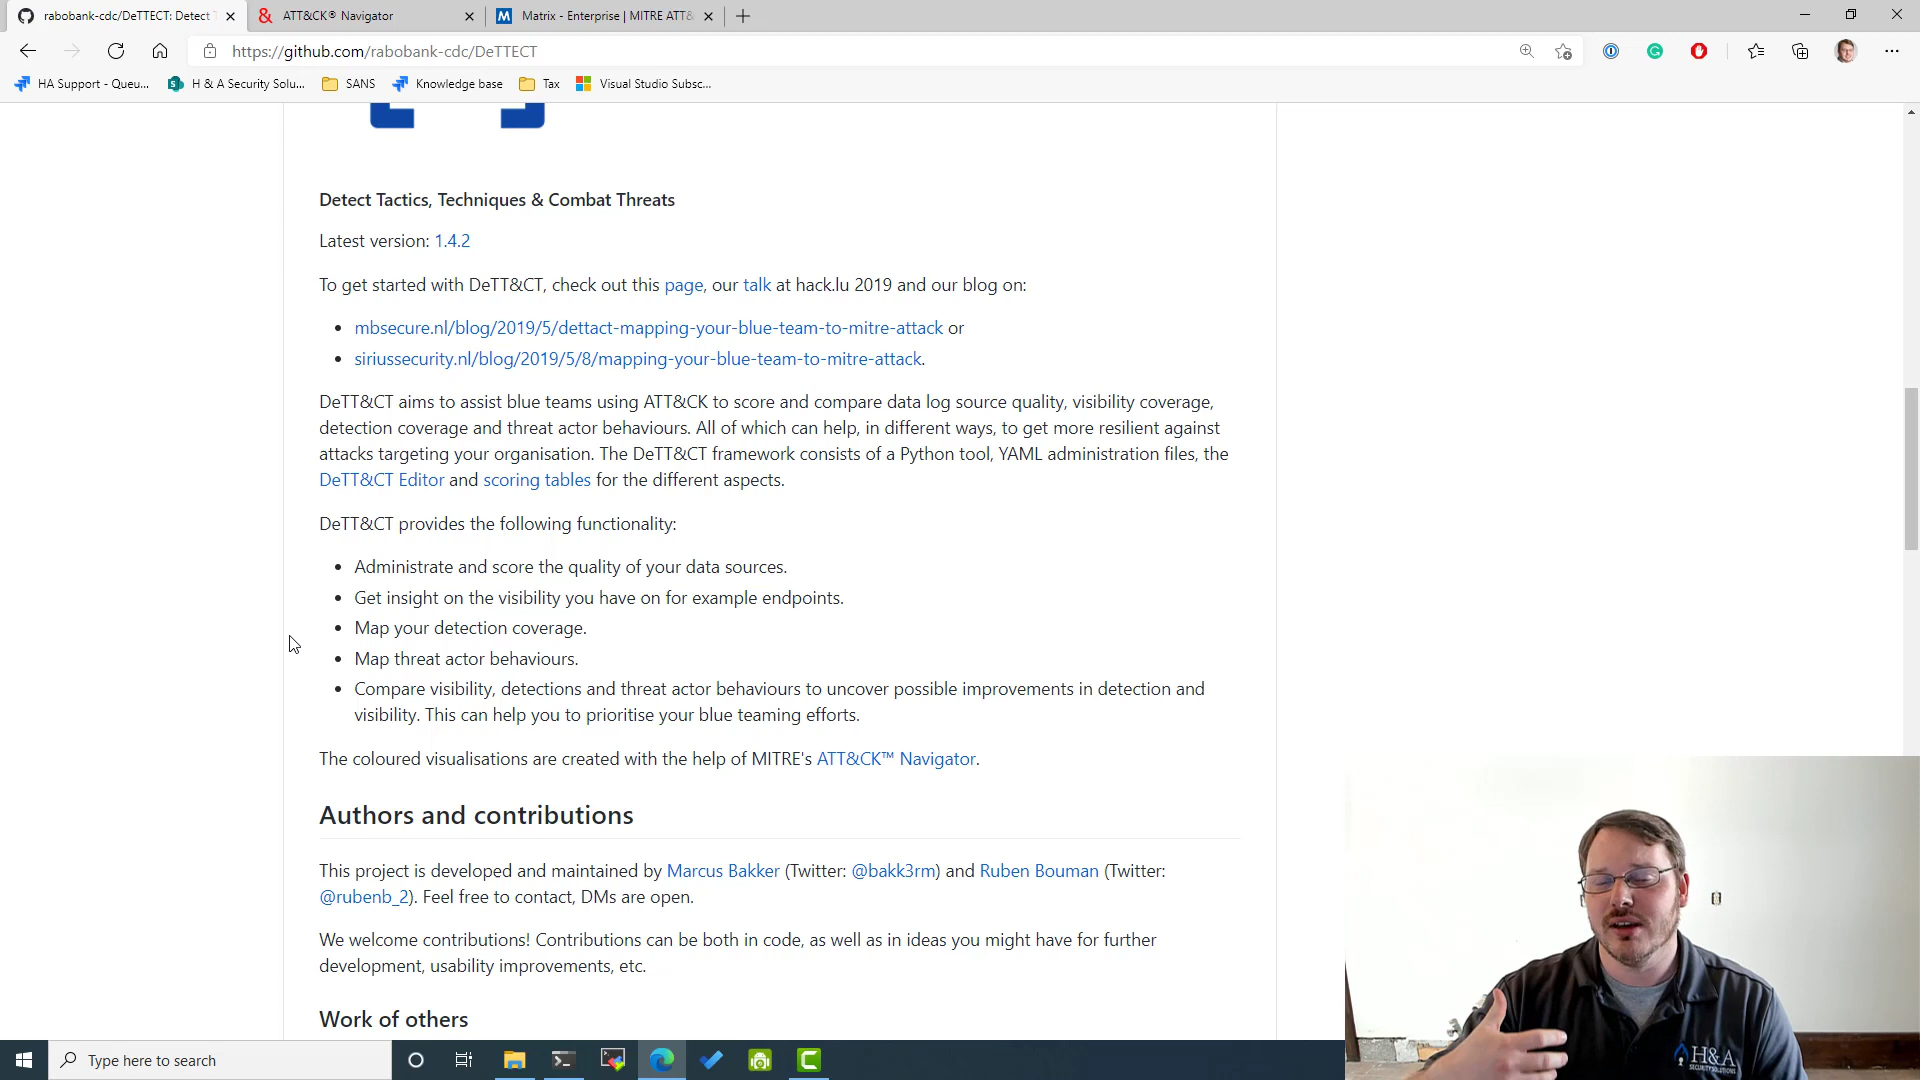 rabobank-cdc/DeTTECT: Detect T
ATT&CK® Navigator
Matrix - Enterprise | MITRE ATT&
https://github.com/rabobank-cdc/DeTTECT
HA Support - Queu...
H & A Security Solu...
SANS
Knowledge base
Tax
Visual Studio Subsc...
Detect Tactics, Techniques & Combat Threats
Latest version: 1.4.2
To get started with DeTT&CT, check out this page, our talk at hack.lu 2019 and our blog on:
• mbsecure.nl/blog/2019/5/dettact-mapping-your-blue-team-to-mitre-attack or
• siriussecurity.nl/blog/2019/5/8/mapping-your-blue-team-to-mitre-attack.
DeTT&CT aims to assist blue teams using ATT&CK to score and compare data log source quality, visibility coverage,
detection coverage and threat actor behaviours. All of which can help, in different ways, to get more resilient against
attacks targeting your organisation. The DeTT&CT framework consists of a Python tool, YAML administration files, the
DeTT&CT Editor and scoring tables for the different aspects.
DeTT&CT provides the following functionality:
• Administrate and score the quality of your data sources.
• Get insight on the visibility you have on for example endpoints.
• Map your detection coverage.
• Map threat actor behaviours.
• Compare visibility, detections and threat actor behaviours to uncover possible improvements in detection and
visibility. This can help you to prioritise your blue teaming efforts.
The coloured visualisations are created with the help of MITRE's ATT&CK™ Navigator.
Authors and contributions
This project is developed and maintained by Marcus Bakker (Twitter: @bakk3rm) and Ruben Bouman (Twitter:
@rubenb_2). Feel free to contact, DMs are open.
We welcome contributions! Contributions can be both in code, as well as in ideas you might have for further
development, usability improvements, etc.
Work of others
Type here to search
H&A
SECURITY SOLUTIONS